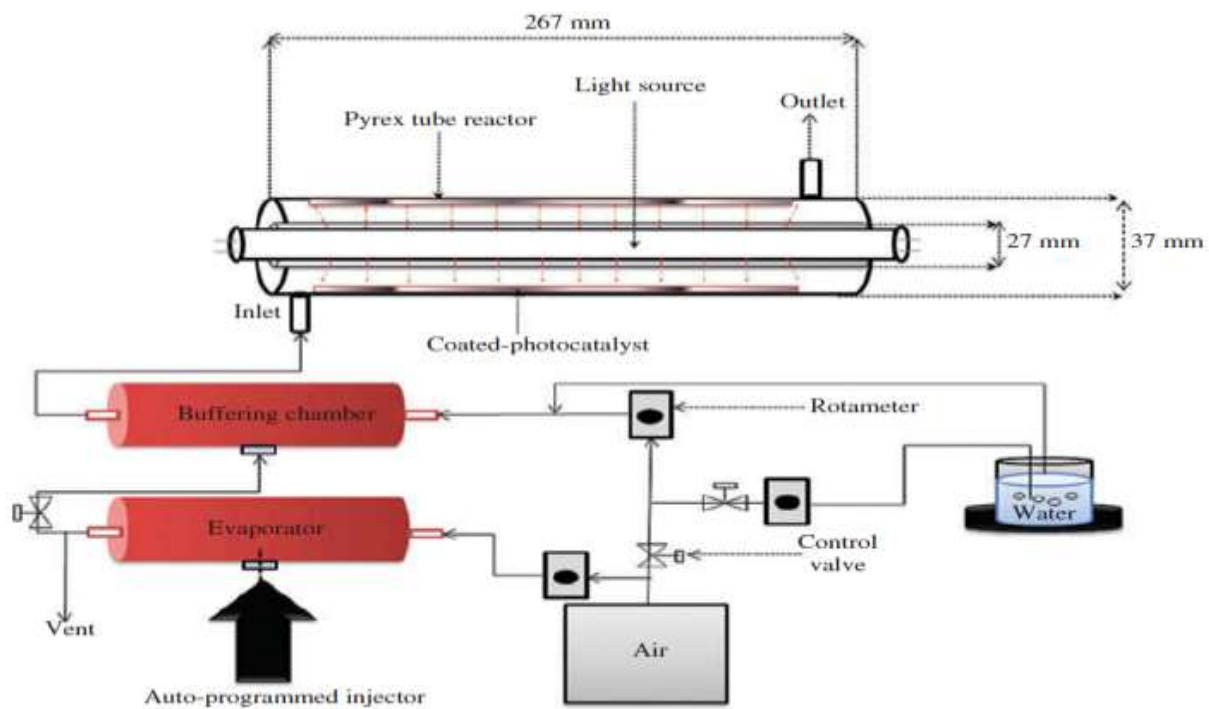 267 mm
Light source
Outlet
Pyrex tube reactor
27 mm
37 mm
Inlet
Coated-photocatalyst
Buffering chamber
Rotameter
Evaporator
Water
Control
valve
Vent
Air
Auto-programmed injector